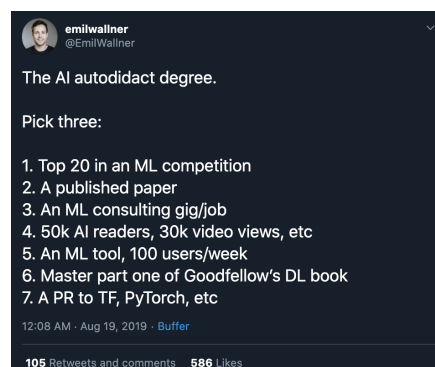 emilwallner
@EmilWallner
The AI autodidact degree.
Pick three:
1. Top 20 in an ML competition
2. A published paper
3. An ML consulting gig/job
4. 50k AI readers, 30k video views, etc
5. An ML tool, 100 users/week
6. Master part one of Goodfellow's DL book
7. A PR to TF, PyTorch, etc
12:08 AM · Aug 19, 2019 · Buffer
105 Retweets and comments 586 Likes